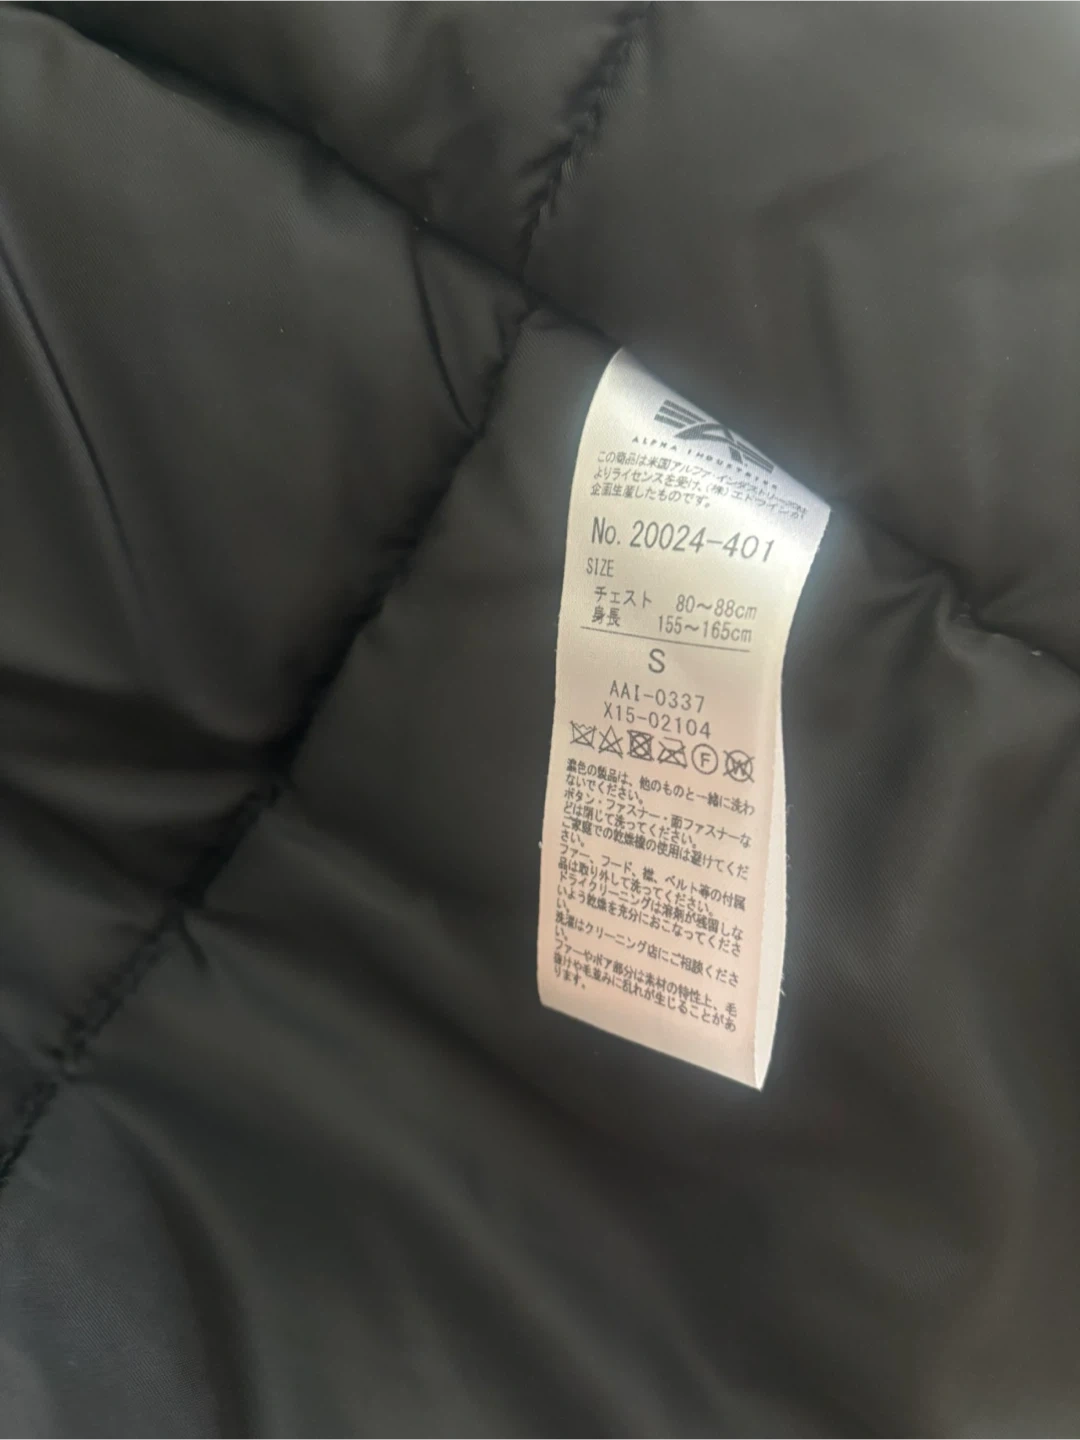 ALPHA INDUSTRIES
この商品は米国アルファ・インダストリーズ社
よりライセンスを受け、(株)エドウインが
企画生産したものです。
No. 20024-401
SIZE
チェスト 80～88cm
身長 155～165cm
S
AAI-0337
X15-02104
F
W
濃色の製品は、他のものと一緒に洗わ
ないでください。
ボタン・ファスナー・面ファスナーな
どは閉じて洗ってください。
ご家庭での乾燥機の使用は避けてくだ
さい。
ファー、フード、襟、ベルト等の付属
品は取り外して洗ってください。
ドライクリーニングは溶剤が残留しな
いよう乾燥を充分におこなってくださ
い。
洗濯はクリーニング店にご相談くださ
い。
ファーやボア部分は素材の特性上、毛
抜けや毛並みに乱れが生じることがあ
ります。